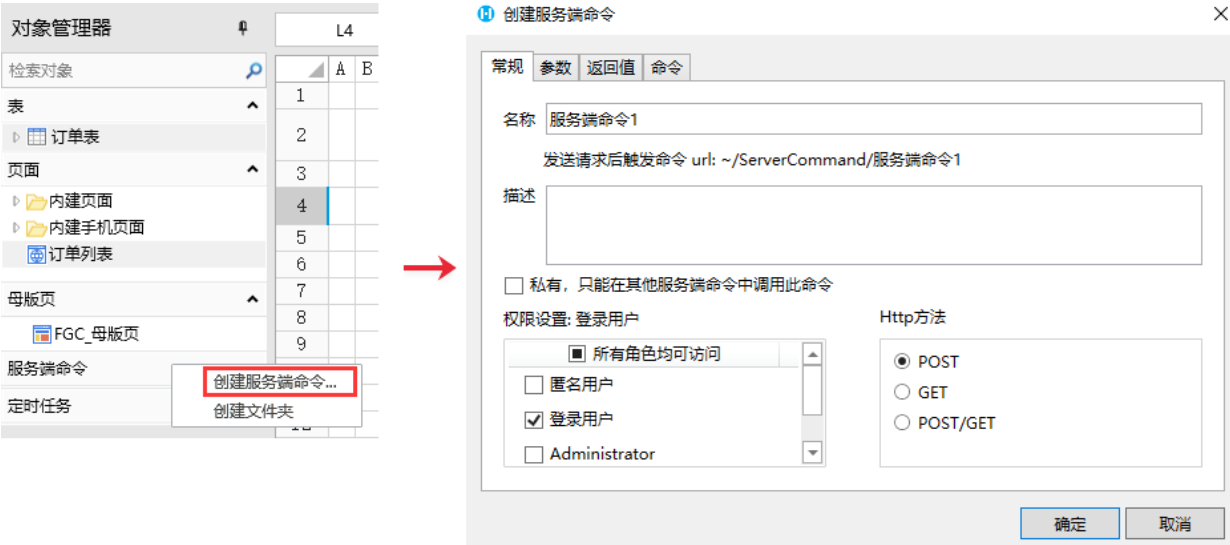 对象管理器
检索对象
表
订单表
页面
内建页面
内建手机页面
订单列表
母版页
FGC_母版页
服务端命令
定时任务
创建服务端命令...
创建文件夹
L4
A B
1
2
3
4
5
6
7
8
9
创建服务端命令
常规 参数 返回值 命令
名称 服务端命令1
发送请求后触发命令 url: ~/ServerCommand/服务端命令1
描述
私有，只能在其他服务端命令中调用此命令
权限设置: 登录用户
所有角色均可访问
匿名用户
登录用户
Administrator
Http方法
POST
GET
POST/GET
确定 取消